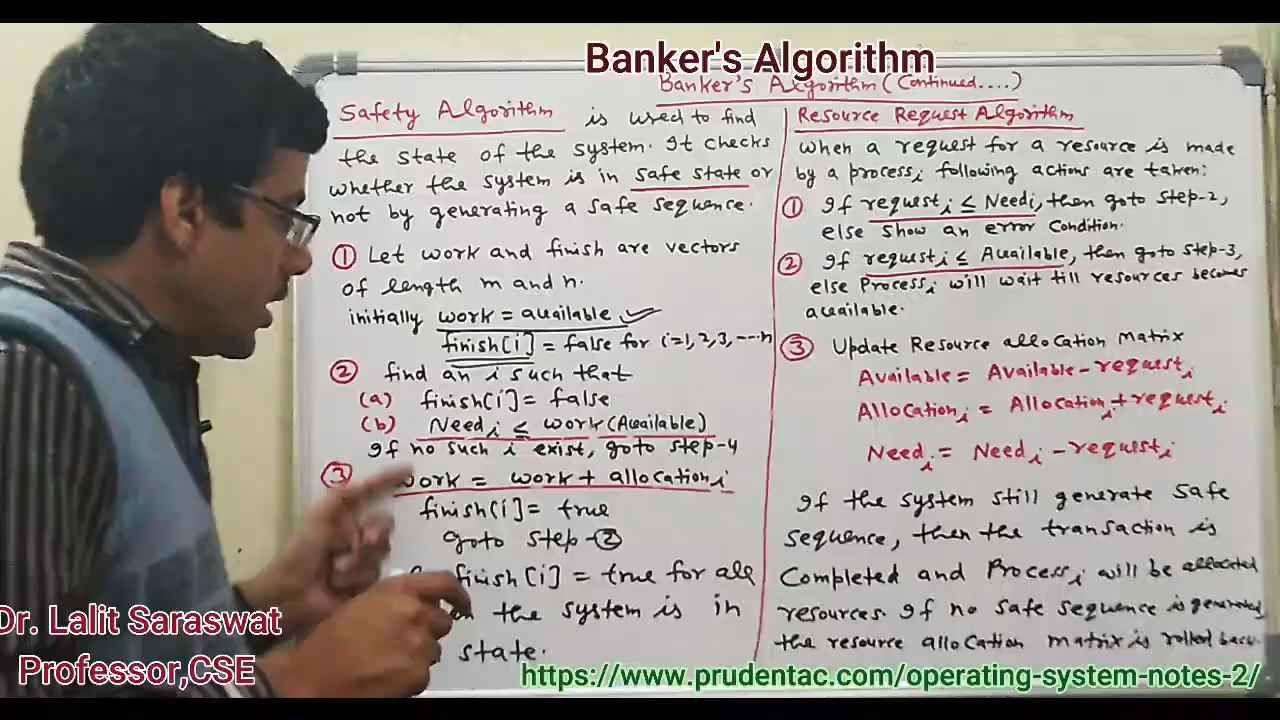 Banker's Algorithm
Banker's Algorithm (Continued....)
Safety Algorithm is used to find
the state of the system. It checks
whether the system is in safe state or
not by generating a safe sequence.
① Let work and finish are vectors
of length m and n.
initially work = available
finish[i] = false for i=1,2,3,---n
② find an i such that
(a) finish[i] = false
(b) Needi ≤ work (Available)
If no such i exist, goto step-4
③ work = work + allocationi
finish[i] = true
goto step-②
finish[i] = true for all
the system is in
state.
Resource Request Algorithm
when a request for a resource is made
by a processi following actions are taken:
① If requesti ≤ Needi, then goto step-2,
else show an error condition.
② If requesti ≤ Available, then goto step-3,
else Processi will wait till resources becomes
available.
③ Update Resource allocation Matrix
Available = Available - requesti
Allocationi = Allocationi + requesti
Needi = Needi - requesti
If the system still generate safe
sequence, then the transaction is
Completed and Processi will be allocated
resources. If no safe sequence is generated
the resource allocation matrix is rolled back.
Dr. Lalit Saraswat
Professor,CSE
https://www.prudentac.com/operating-system-notes-2/